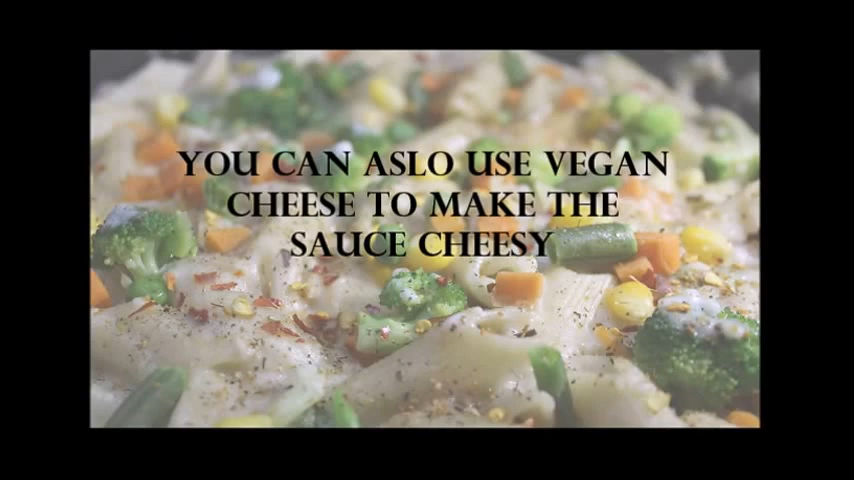 YOU CAN ASLO USE VEGAN
CHEESE TO MAKE THE
SAUCE CHEESY